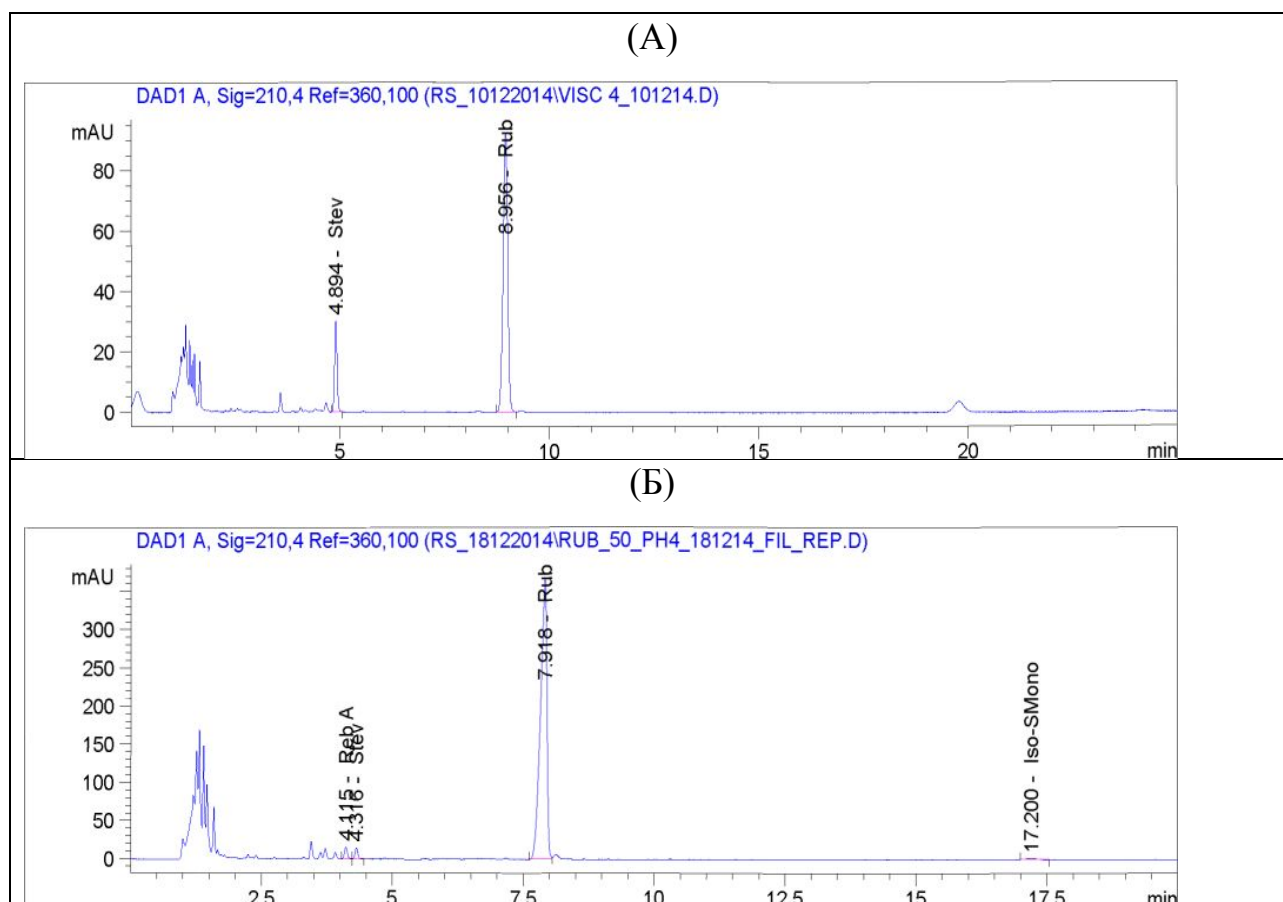 (А)
DAD1 A, Sig=210,4 Ref=360,100 (RS_10122014\VISC 4_101214.D)
mAU
80
60
40
20
0
4.894 - Stev
8.956 - Rub
5
10
15
20
min
(Б)
DAD1 A, Sig=210,4 Ref=360,100 (RS_18122014\RUB_50_PH4_181214_FIL_REP.D)
mAU
300
250
200
150
100
50
0
4.115 - Reb A
4.316 - Stev
7.918 - Rub
17.200 - Iso-SMono
2.5
5
7.5
10
12.5
15
17.5
min